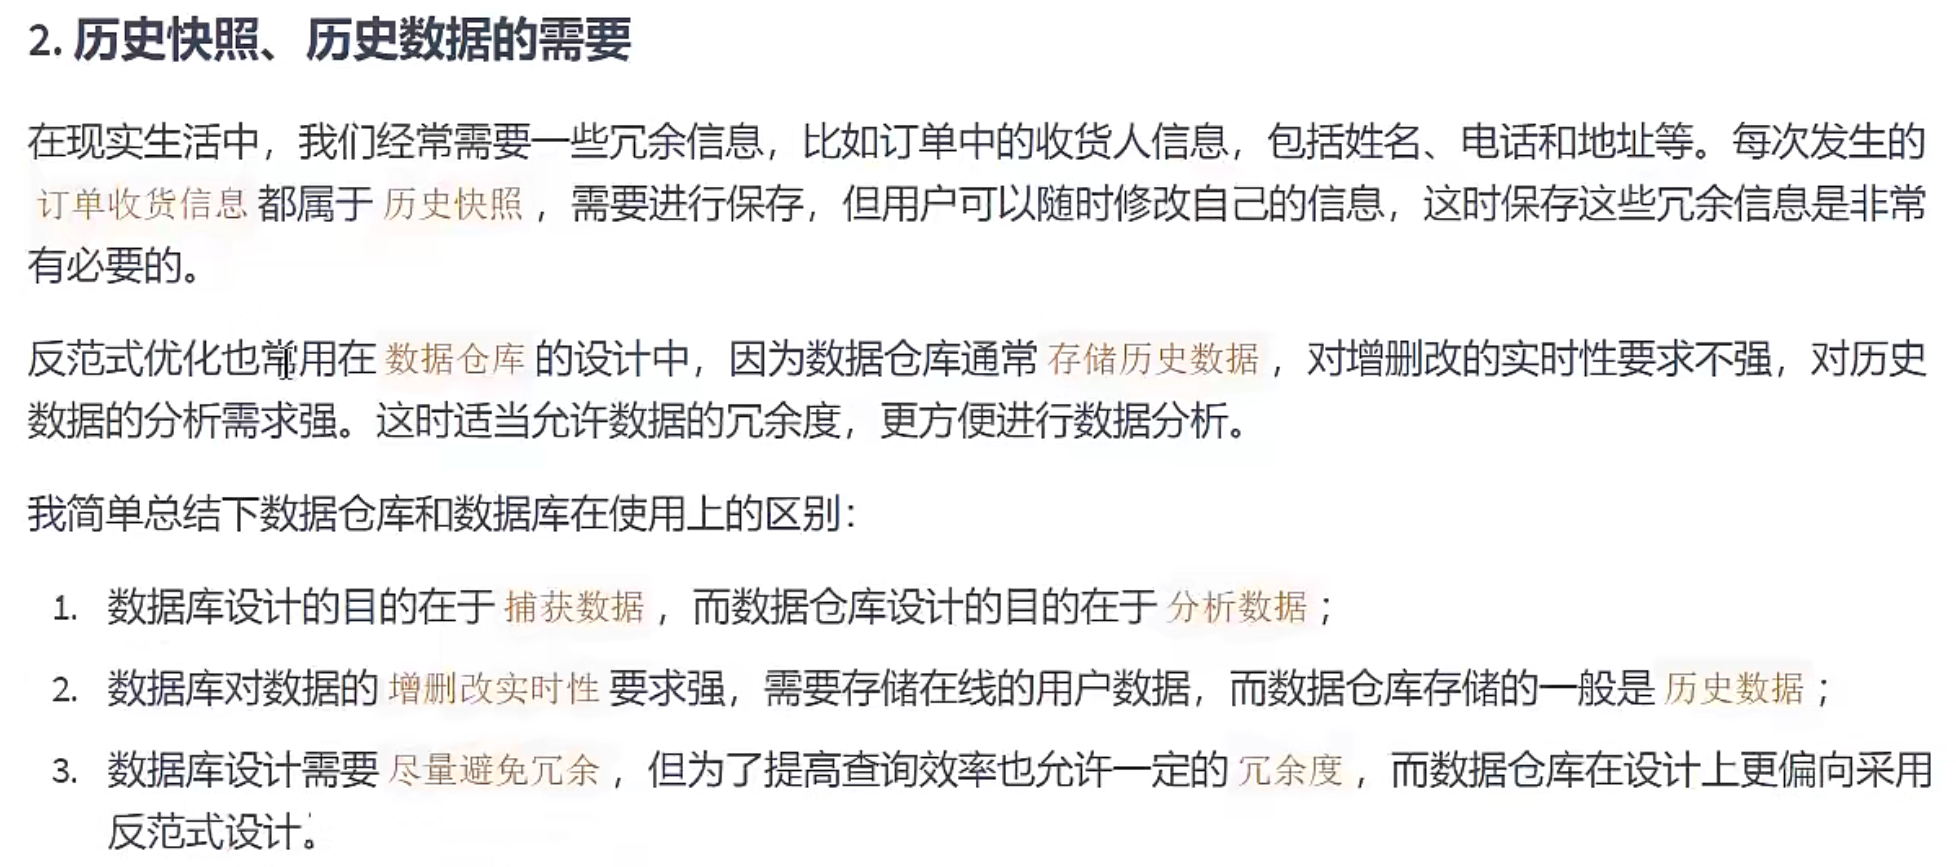 2. 历史快照、历史数据的需要
在现实生活中，我们经常需要一些冗余信息，比如订单中的收货人信息，包括姓名、电话和地址等。每次发生的
订单收货信息 都属于 历史快照 ，需要进行保存，但用户可以随时修改自己的信息，这时保存这些冗余信息是非常
有必要的。
反范式优化也常用在 数据仓库 的设计中，因为数据仓库通常 存储历史数据 ，对增删改的实时性要求不强，对历史
数据的分析需求强。这时适当允许数据的冗余度，更方便进行数据分析。
我简单总结下数据仓库和数据库在使用上的区别：
1. 数据库设计的目的在于 捕获数据 ，而数据仓库设计的目的在于 分析数据 ；
2. 数据库对数据的 增删改实时性 要求强，需要存储在线的用户数据，而数据仓库存储的一般是 历史数据 ；
3. 数据库设计需要 尽量避免冗余 ，但为了提高查询效率也允许一定的 冗余度 ，而数据仓库在设计上更偏向采用
反范式设计。